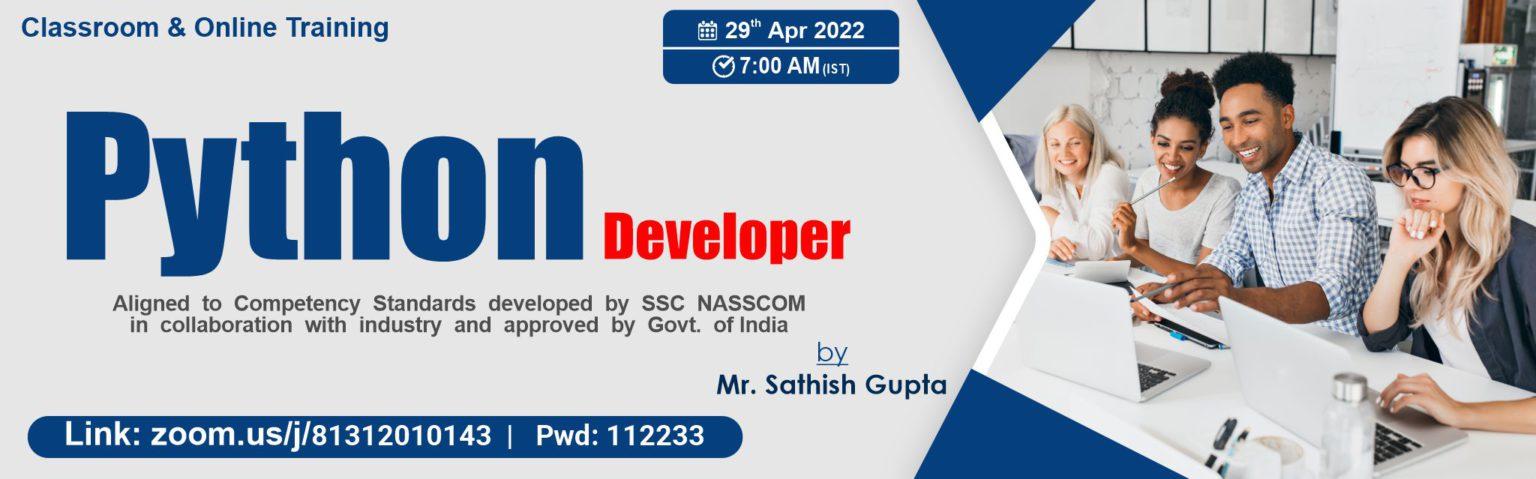 Classroom & Online Training
29th Apr 2022
7:00 AM (IST)
Python Developer
Aligned to Competency Standards developed by SSC NASSCOM
in collaboration with industry and approved by Govt. of India
by
Mr. Sathish Gupta
Link: zoom.us/j/81312010143 | Pwd: 112233